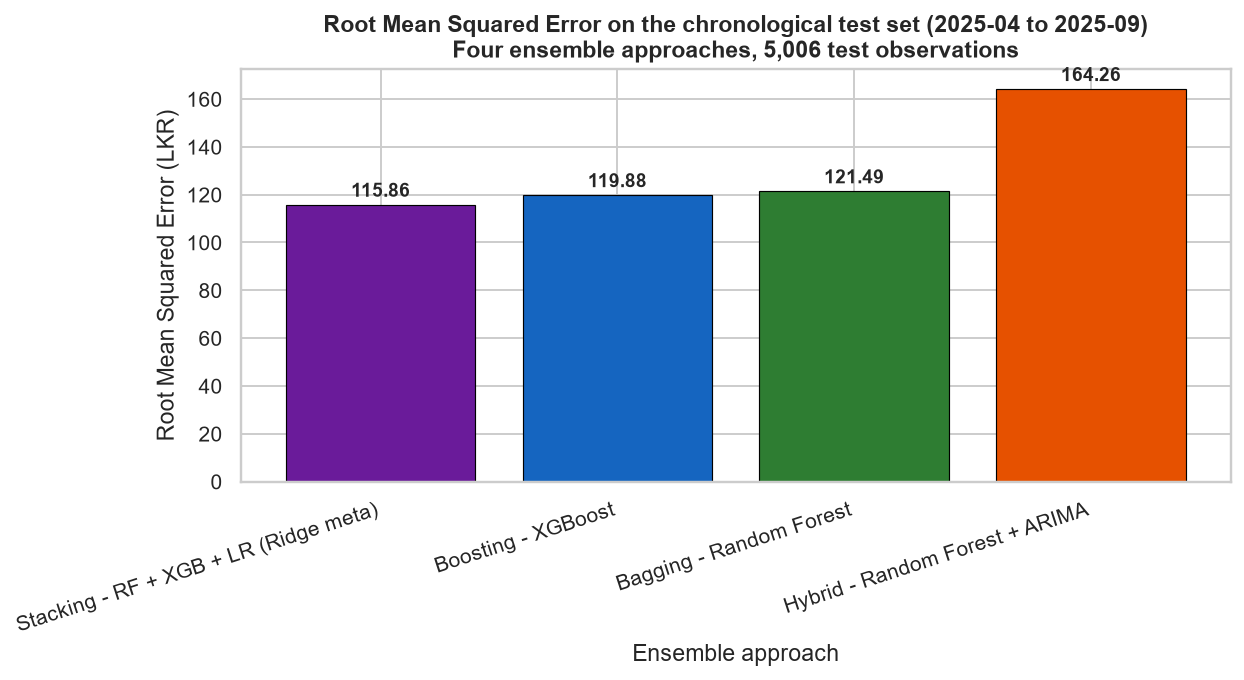 Root Mean Squared Error on the chronological test set (2025-04 to 2025-09)
Four ensemble approaches, 5,006 test observations
Root Mean Squared Error (LKR)
160
140
120
100
80
60
40
20
0
115.86
119.88
121.49
164.26
Stacking - RF + XGB + LR (Ridge meta)
Boosting - XGBoost
Bagging - Random Forest
Hybrid - Random Forest + ARIMA
Ensemble approach